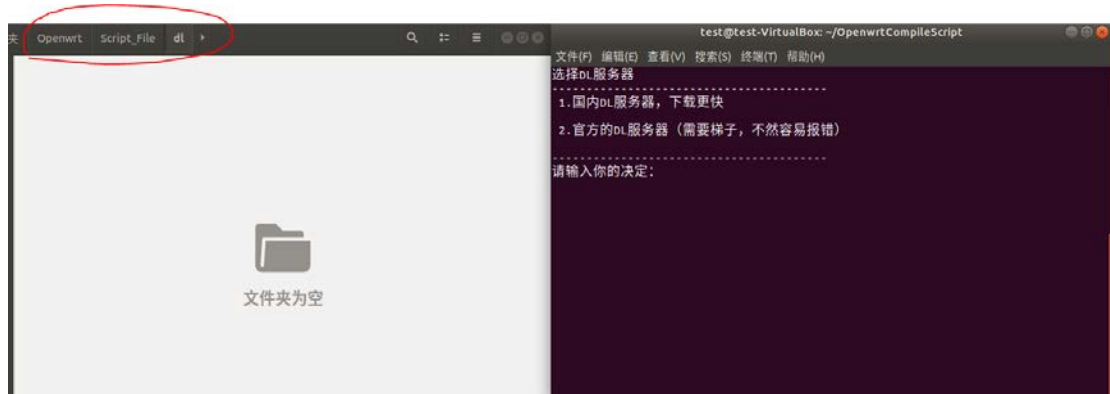 夹 Openwrt Script_File dl
文件夹为空
test@test-VirtualBox: ~/OpenwrtCompileScript
文件(F) 编辑(E) 查看(V) 搜索(S) 终端(T) 帮助(H)
选择DL服务器
----------------------------------------
1.国内DL服务器，下载更快
2.官方的DL服务器（需要梯子，不然容易报错）
----------------------------------------
请输入你的决定：